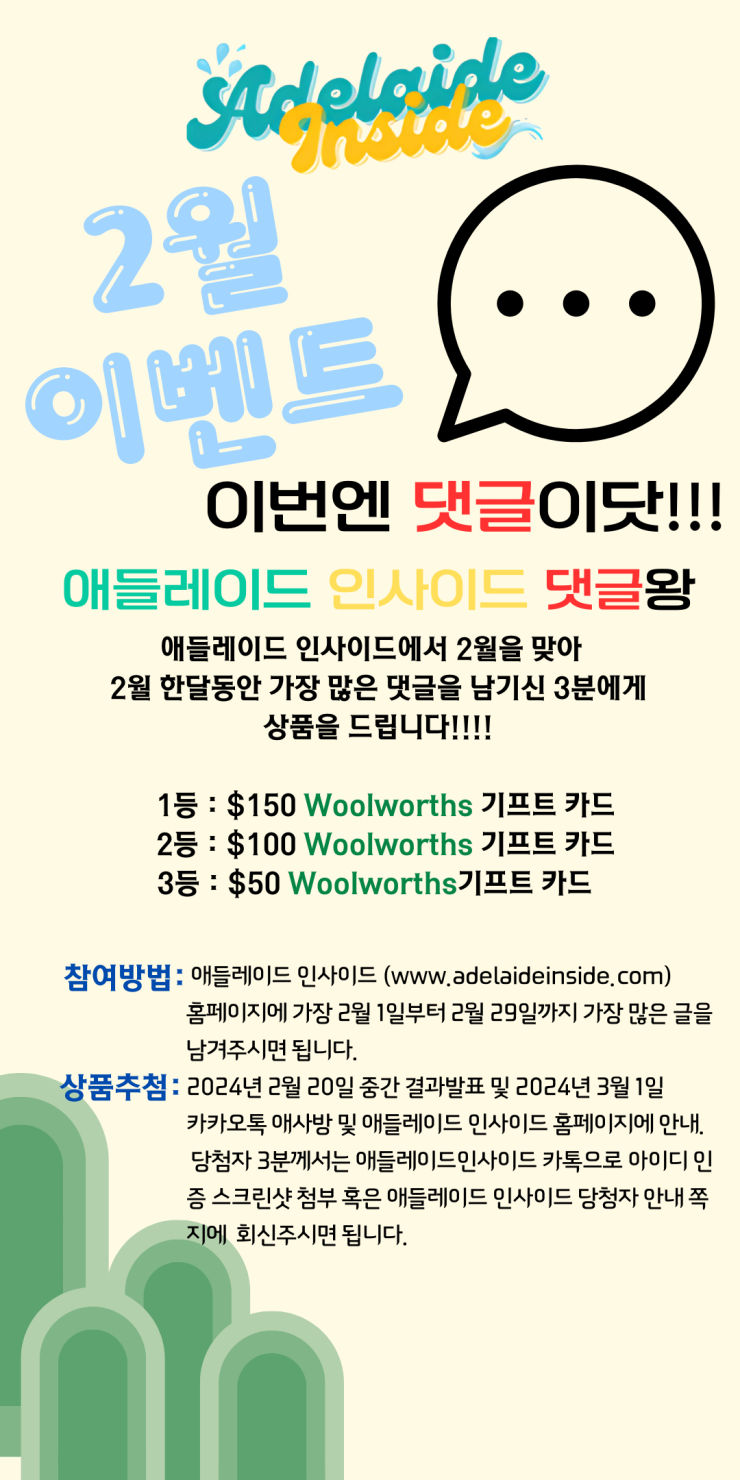 Adelaide
Inside
2월
이벤트
이번엔 댓글이닷!!!
애들레이드 인사이드 댓글왕
애들레이드 인사이드에서 2월을 맞아
2월 한달동안 가장 많은 댓글을 남기신 3분에게
상품을 드립니다!!!!
1등 : $150 Woolworths 기프트 카드
2등 : $100 Woolworths 기프트 카드
3등 : $50 Woolworths기프트 카드
참여방법: 애들레이드 인사이드 (www.adelaideinside.com)
홈페이지에 가장 2월 1일부터 2월 29일까지 가장 많은 글을
남겨주시면 됩니다.
상품추첨: 2024년 2월 20일 중간 결과발표 및 2024년 3월 1일
카카오톡 애사방 및 애들레이드 인사이드 홈페이지에 안내.
당첨자 3분께서는 애들레이드인사이드 카톡으로 아이디 인
증 스크린샷 첨부 혹은 애들레이드 인사이드 당청자 안내 쪽
지에 회신주시면 됩니다.